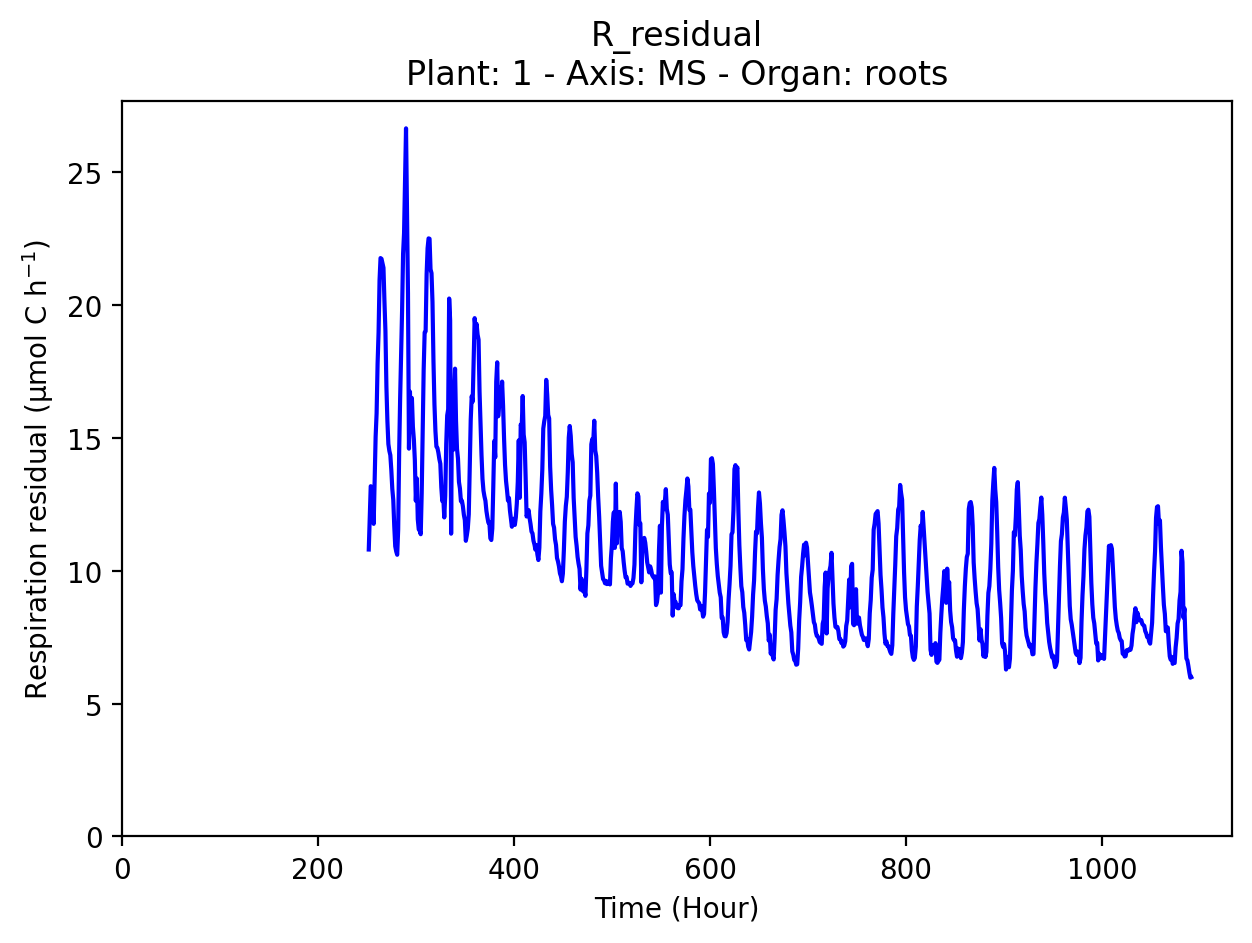 R_residual
Plant: 1 - Axis: MS - Organ: roots
25
20
15
10
5
0
Respiration residual (µmol C h⁻¹)
0 200 400 600 800 1000
Time (Hour)